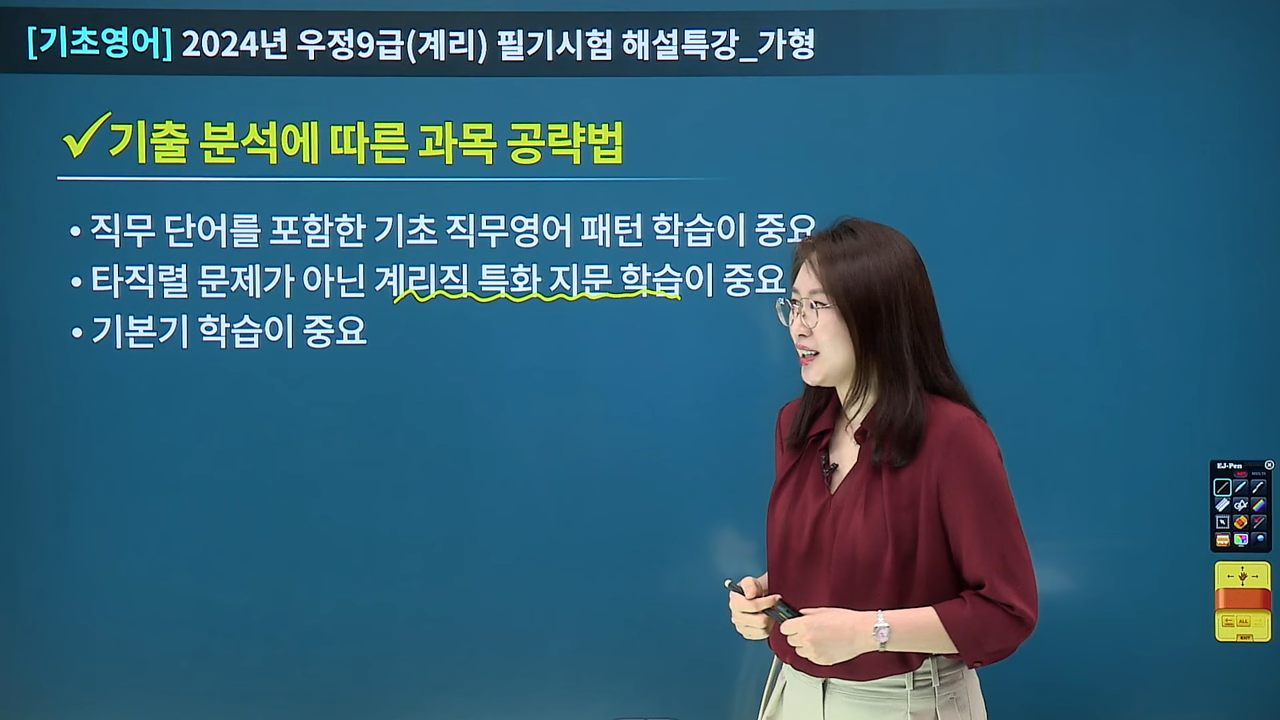 [기초영어] 2024년 우정9급(계리) 필기시험 해설특강_가형
✓기출 분석에 따른 과목 공략법
• 직무 단어를 포함한 기초 직무영어 패턴 학습이 중요
• 타직렬 문제가 아닌 계리직 특화 지문 학습이 중요
• 기본기 학습이 중요
EJ-Pen
ALL
EXIT